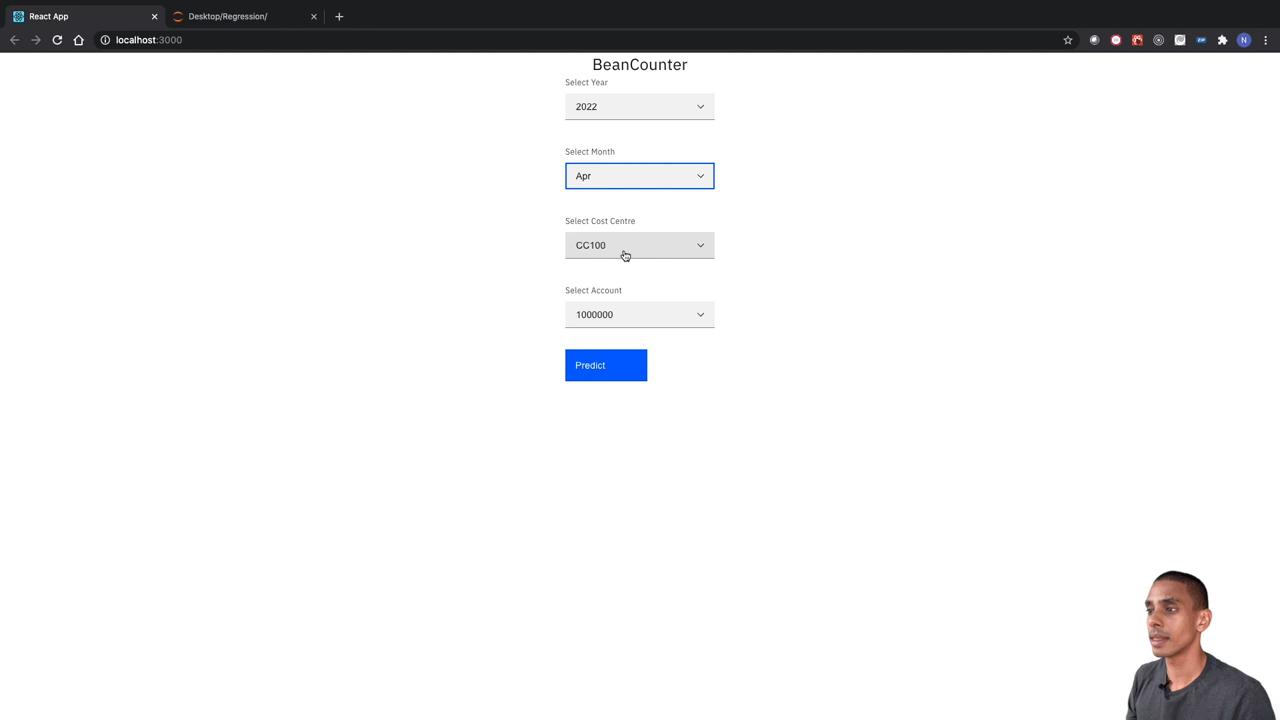 React App
Desktop/Regression/
localhost:3000
N
BeanCounter
Select Year
2022
Select Month
Apr
Select Cost Centre
CC100
Select Account
1000000
Predict